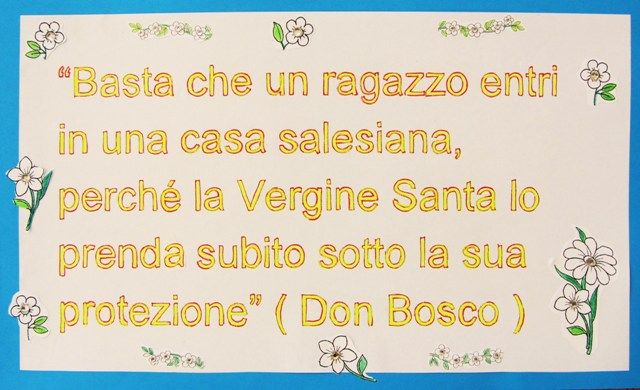 “Basta che un ragazzo entri
in una casa salesiana,
perché la Vergine Santa lo
prenda subito sotto la sua
protezione” ( Don Bosco )